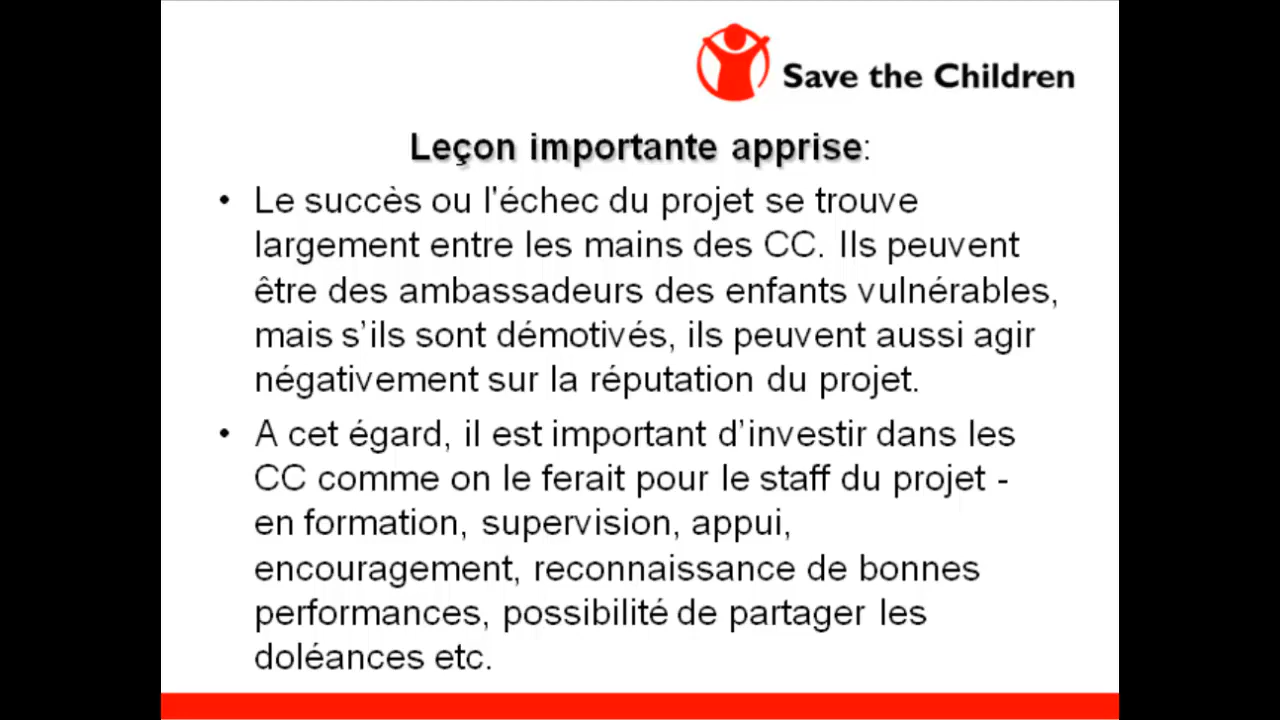 Save the Children
Leçon importante apprise:
• Le succès ou l'échec du projet se trouve
largement entre les mains des CC. Ils peuvent
être des ambassadeurs des enfants vulnérables,
mais s’ils sont démotivés, ils peuvent aussi agir
négativement sur la réputation du projet.
• A cet égard, il est important d’investir dans les
CC comme on le ferait pour le staff du projet -
en formation, supervision, appui,
encouragement, reconnaissance de bonnes
performances, possibilité de partager les
doléances etc.